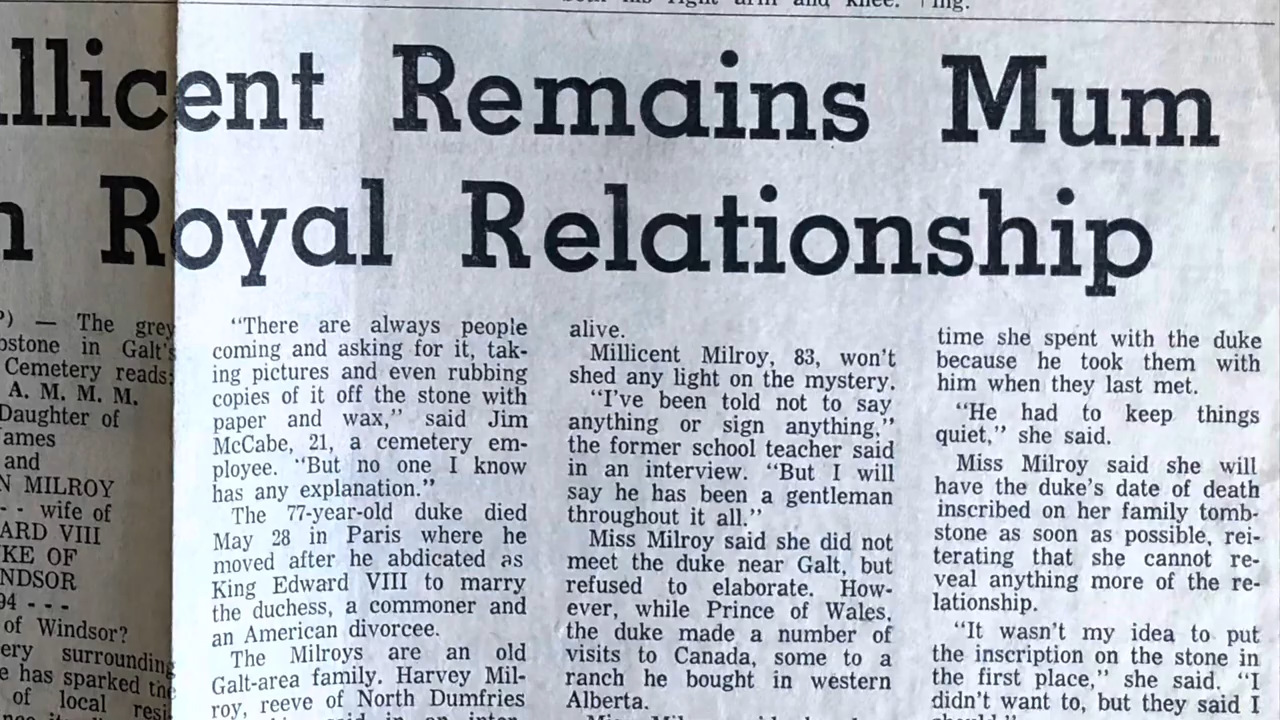 ing.
llicent Remains Mum
Royal Relationship
— The grey
stone in Galt's
Cemetery reads:
A. M. M. M.
Daughter of
ames
and
N MILROY
- - wife of
ARD VIII
KE OF
NDSOR
94 - - -
of Windsor?
ery surrounding
e has sparked the
of local resi-
"There are always people
coming and asking for it, tak-
ing pictures and even rubbing
copies of it off the stone with
paper and wax," said Jim
McCabe, 21, a cemetery em-
ployee. "But no one I know
has any explanation."
The 77-year-old duke died
May 28 in Paris where he
moved after he abdicated as
King Edward VIII to marry
the duchess, a commoner and
an American divorcee.
The Milroys are an old
Galt-area family. Harvey Mil-
roy, reeve of North Dumfries
alive.
Millicent Milroy, 83, won't
shed any light on the mystery.
"I've been told not to say
anything or sign anything,"
the former school teacher said
in an interview. "But I will
say he has been a gentleman
throughout it all."
Miss Milroy said she did not
meet the duke near Galt, but
refused to elaborate. How-
ever, while Prince of Wales,
the duke made a number of
visits to Canada, some to a
ranch he bought in western
Alberta.
time she spent with the duke
because he took them with
him when they last met.
"He had to keep things
quiet," she said.
Miss Milroy said she will
have the duke's date of death
inscribed on her family tomb-
stone as soon as possible, rei-
terating that she cannot re-
veal anything more of the re-
lationship.
"It wasn't my idea to put
the inscription on the stone in
the first place," she said. "I
didn't want to, but they said I